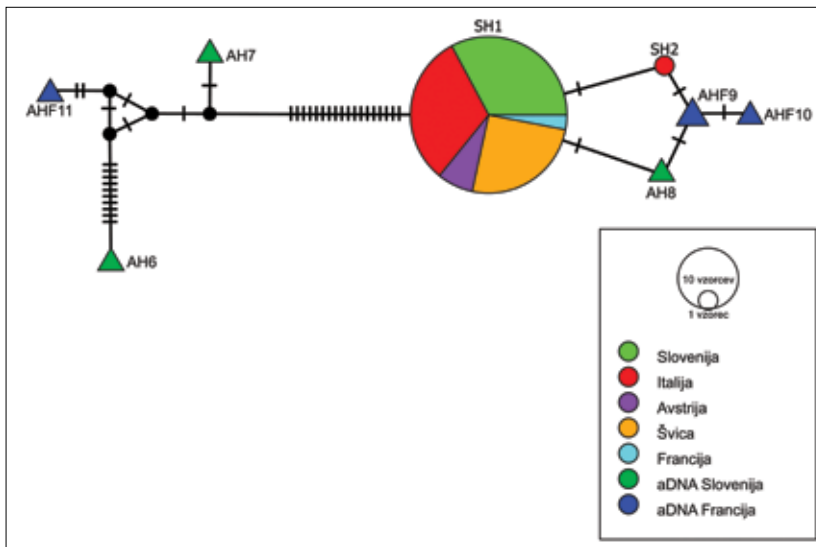 SH1
AH7
SH2
AHF11
AHF9
AHF10
AH8
AH6
10 vzorcev
1 vzorec
Slovenija
Italija
Avstrija
Švica
Francija
aDNA Slovenija
aDNA Francija